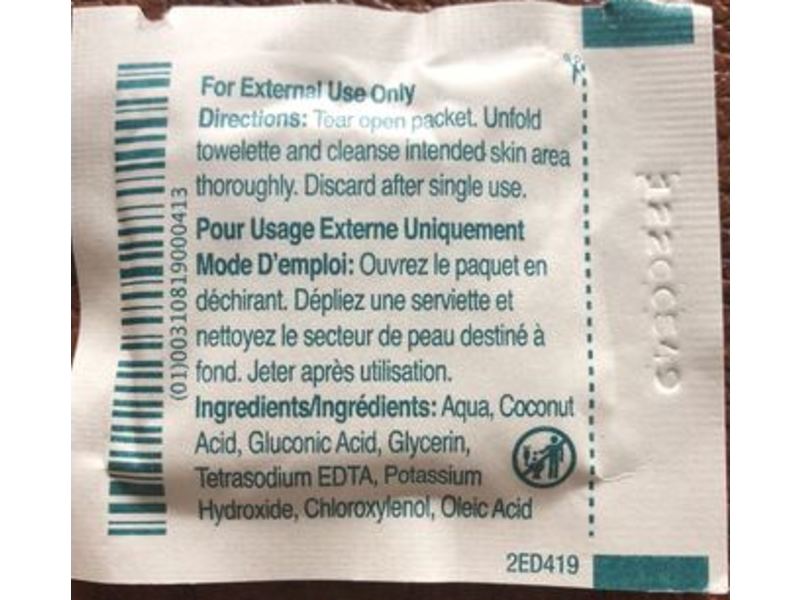 For External Use Only
Directions: Tear open packet. Unfold
towelette and cleanse intended skin area
thoroughly. Discard after single use.
Pour Usage Externe Uniquement
Mode D'emploi: Ouvrez le paquet en
déchirant. Dépliez une serviette et
nettoyez le secteur de peau destiné à
fond. Jeter après utilisation.
Ingredients/Ingrédients: Aqua, Coconut
Acid, Gluconic Acid, Glycerin,
Tetrasodium EDTA, Potassium
Hydroxide, Chloroxylenol, Oleic Acid
2ED419
(01)00310819000413